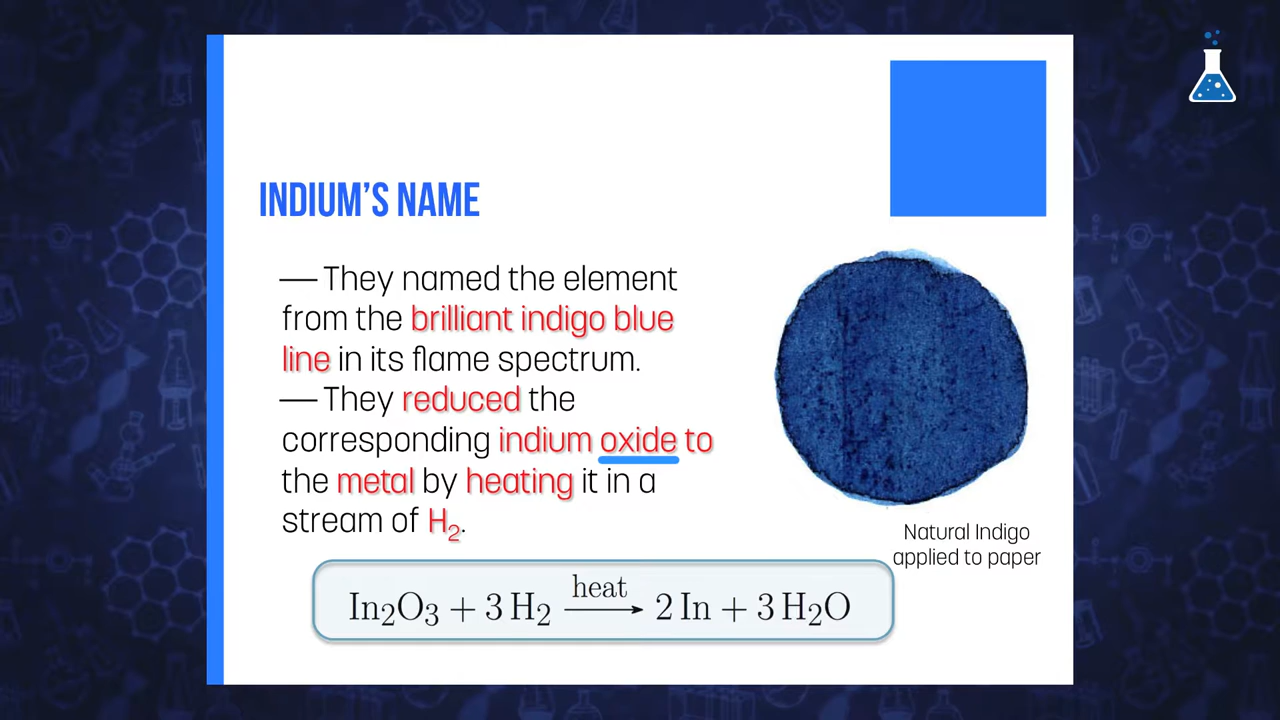 INDIUM'S NAME
— They named the element
from the brilliant indigo blue
line in its flame spectrum.
— They reduced the
corresponding indium oxide to
the metal by heating it in a
stream of H₂.
Natural Indigo
applied to paper
In₂O₃ + 3 H₂ —heat→ 2 In + 3 H₂O